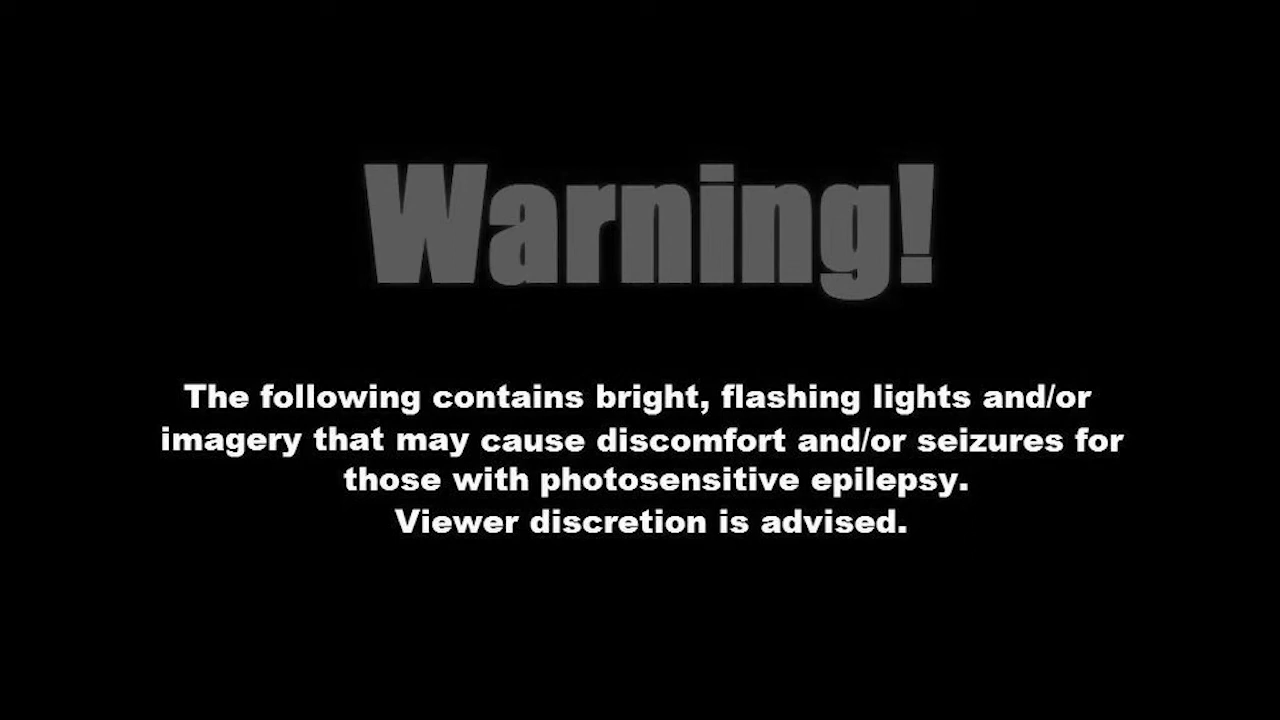 Warning!
The following contains bright, flashing lights and/or
imagery that may cause discomfort and/or seizures for
those with photosensitive epilepsy.
Viewer discretion is advised.